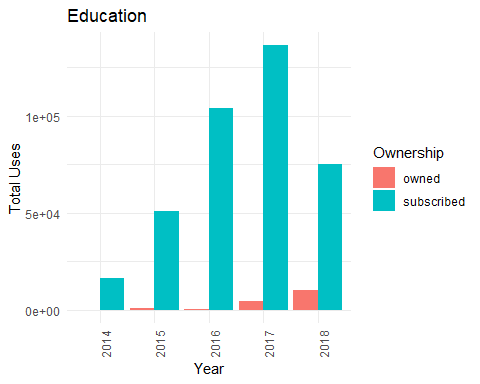 Education
Total Uses
1e+05
5e+04
0e+00
2014
2015
2016
2017
2018
Year
Ownership
owned
subscribed